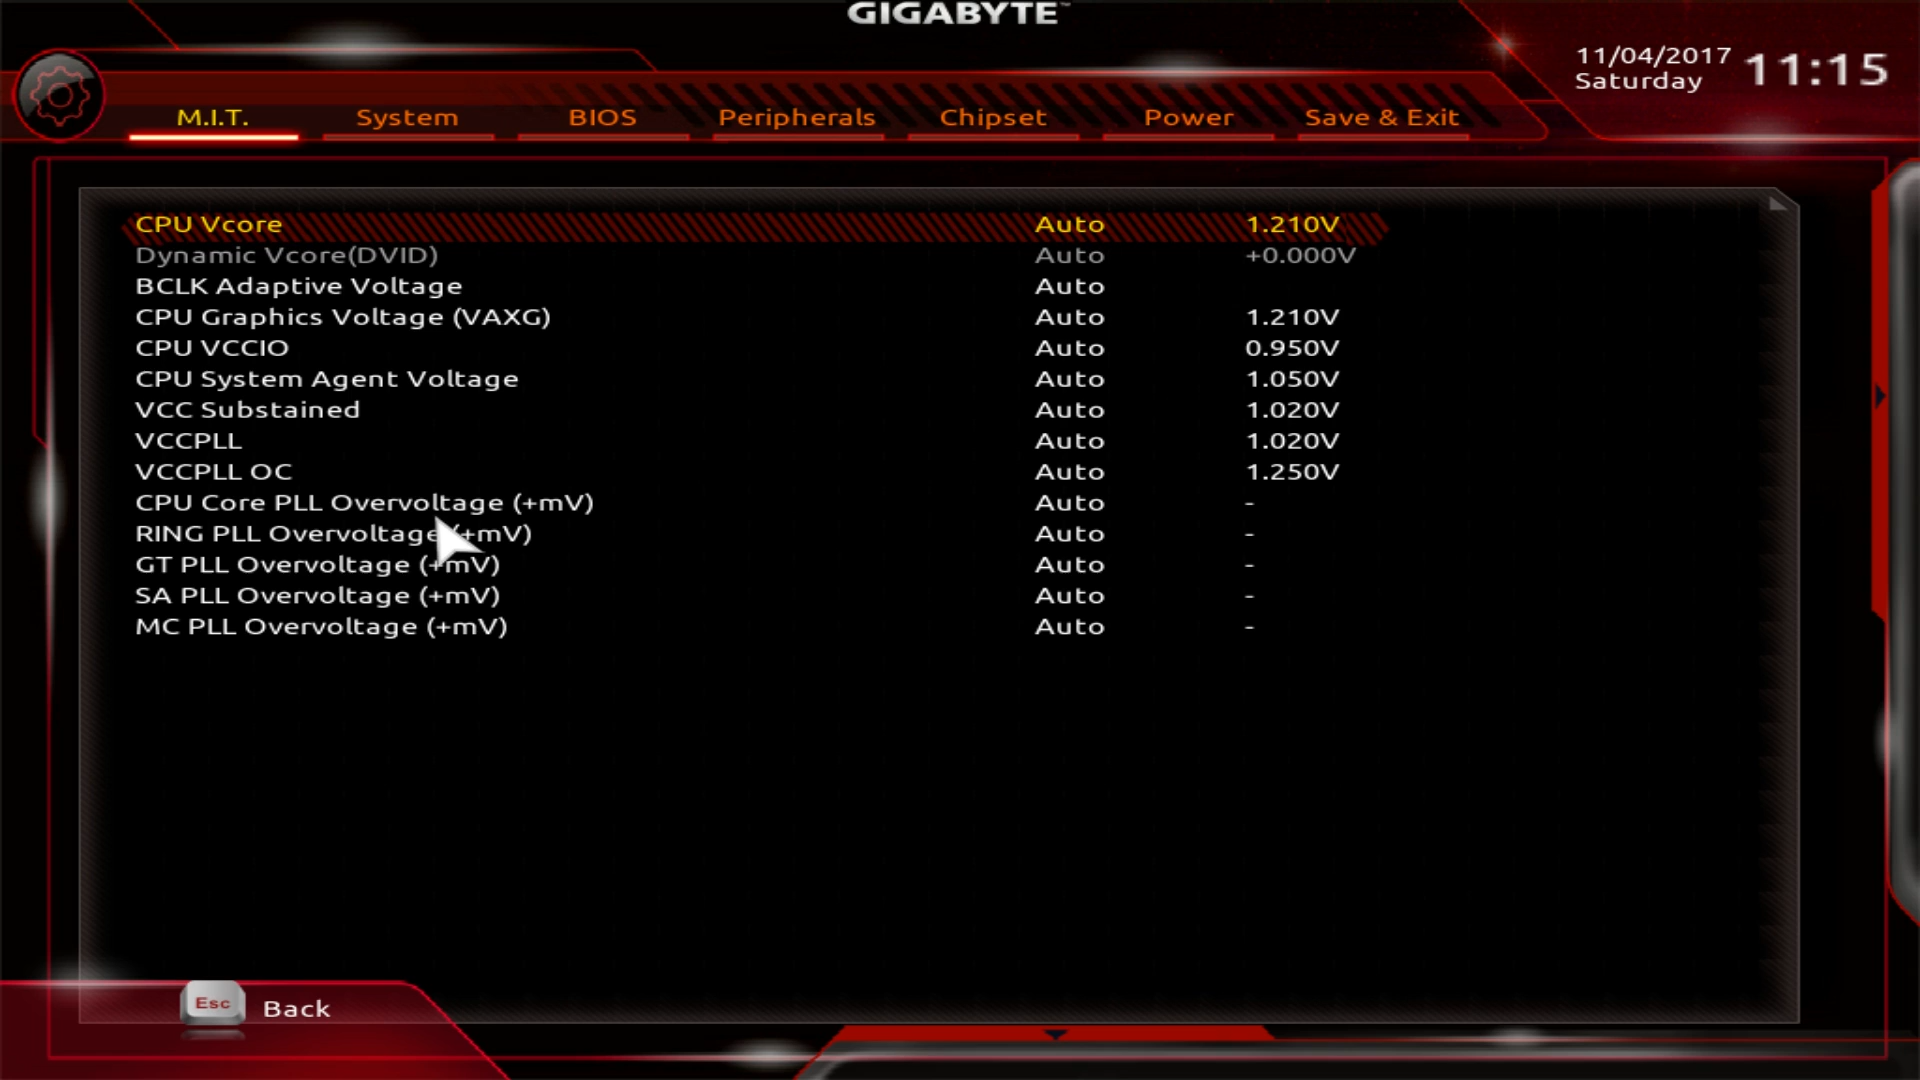 GIGABYTE™
11/04/2017 11:15
Saturday
M.I.T. System BIOS Peripherals Chipset Power Save & Exit
CPU Vcore Auto 1.210V
Dynamic Vcore(DVID) Auto +0.000V
BCLK Adaptive Voltage Auto
CPU Graphics Voltage (VAXG) Auto 1.210V
CPU VCCIO Auto 0.950V
CPU System Agent Voltage Auto 1.050V
VCC Substained Auto 1.020V
VCCPLL Auto 1.020V
VCCPLL OC Auto 1.250V
CPU Core PLL Overvoltage (+mV) Auto -
RING PLL Overvoltage (+mV) Auto -
GT PLL Overvoltage (+mV) Auto -
SA PLL Overvoltage (+mV) Auto -
MC PLL Overvoltage (+mV) Auto -
Esc Back